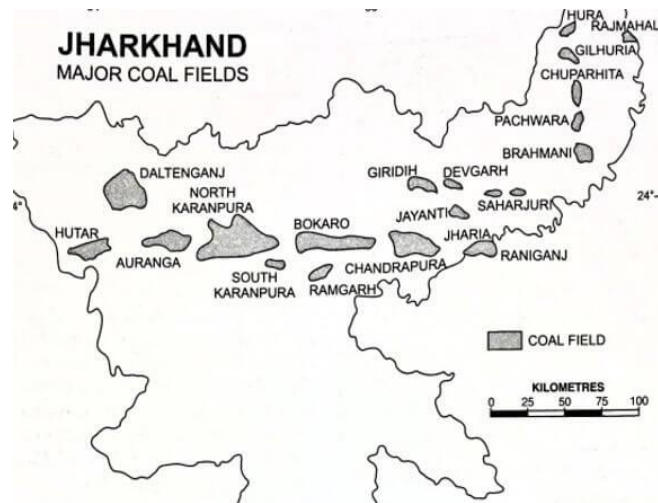 JHARKHAND
MAJOR COAL FIELDS
HURA
RAJMAHAL
GILHURIA
CHUPARHITA
PACHWARA
BRAHMANI
DALTENGANJ
NORTH
KARANPURA
GIRIDIH
DEVGARH
24°
JAYANTI
SAHARJURI
HUTAR
AURANGA
BOKARO
JHARIA
CHANDRAPURA
RANIGANJ
SOUTH
KARANPURA
RAMGARH
COAL FIELD
KILOMETRES
0 25 50 75 100